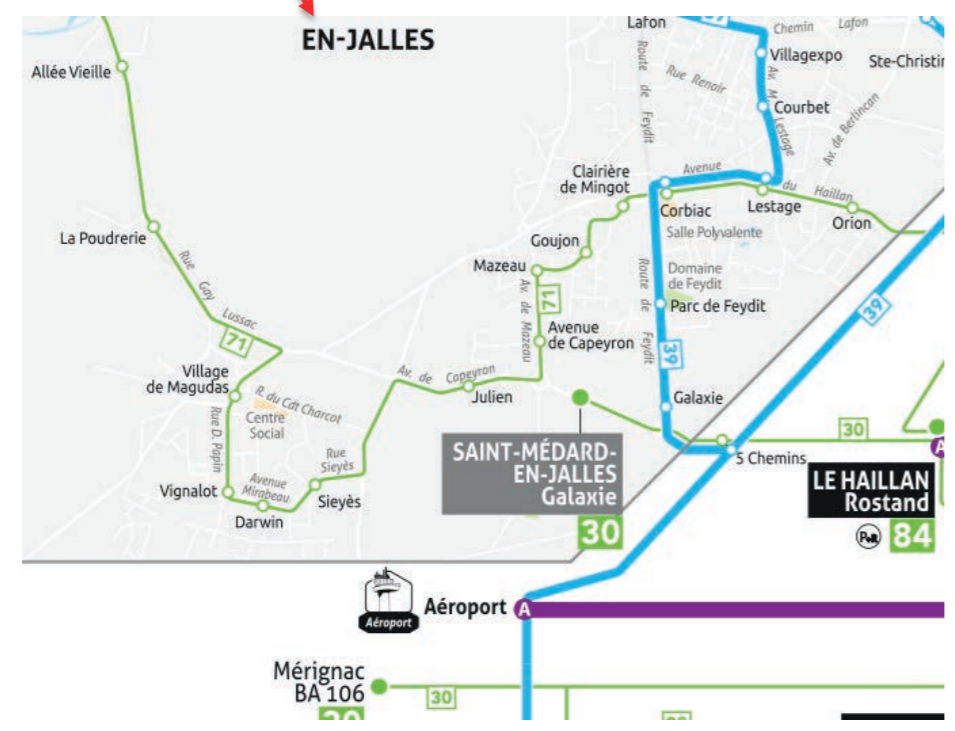 Lafon
37
Chemin Lafon
EN-JALLES
Villagexpo
Ste-Christin
Allée Vieille
Route de Feydit
Rue Renoir
Av. M Lestage
Courbet
Av. de Berlincan
Clairière
de Mingot
Avenue du Haillan
Corbiac
Lestage
Orion
Salle Polyvalente
La Poudrerie
Goujon
Mazeau
Domaine
de Feydit
Rue Gay Lussac
71
Av. de Mazeau
71
Route de Feydit
Parc de Feydit
39
Avenue
de Capeyron
39
Village
de Magudas
R. du Cdt Charcot
Av. de Capeyron
Julien
Galaxie
Centre
Social
Rue D. Papin
30
SAINT-MÉDARD-
EN-JALLES
Galaxie
30
5 Chemins
A
LE HAILLAN
Rostand
P+R 84
Rue
Sieyès
Avenue
Mirabeau
Vignalot
Sieyès
Darwin
Aéroport
Aéroport A
Mérignac
BA 106
30
30
30